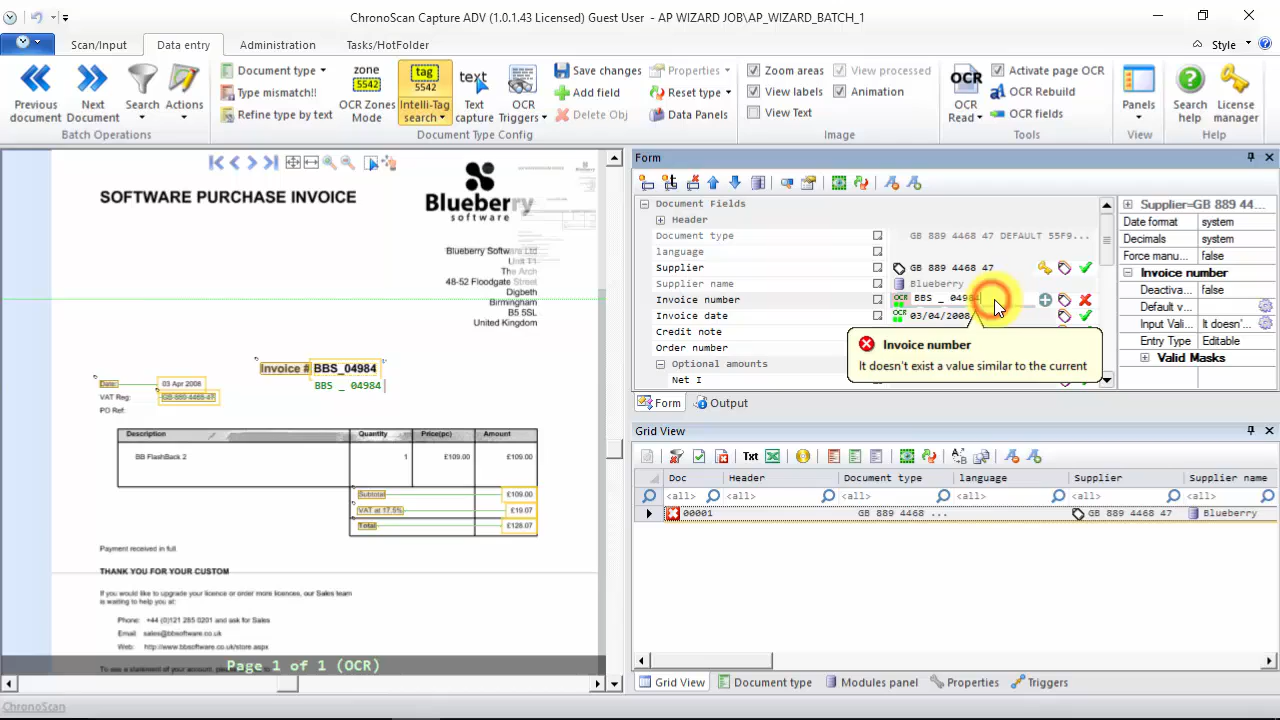 ChronoScan Capture ADV (1.0.1.43 Licensed) Guest User - AP WIZARD JOB\AP_WIZARD_BATCH_1
Scan/Input Data entry Administration Tasks/HotFolder Style
Previous document
Next Document
Search
Actions
Batch Operations
Document type
Type mismatch!!
Refine type by text
zone 5542
OCR Zones Mode
tag 5542
Intelli-Tag search
text
Text capture
OCR Triggers
Save changes
Add field
Delete Obj
Properties
Reset type
Data Panels
Document Type Config
Zoom areas
View labels
View Text
View processed
Animation
Image
OCR
OCR Read
Activate page OCR
OCR Rebuild
OCR fields
Tools
Panels
View
Search help
License manager
Help
SOFTWARE PURCHASE INVOICE
Blueberry
software
Blueberry Software Ltd
Unit T1
The Arch
48-52 Floodgate Street
Digbeth
Birmingham
B5 5SL
United Kingdom
Invoice # BBS_04984
BBS _ 04984
Date: 03 Apr 2008
VAT Reg: GB 889 4468 47
PO Ref:
Description Quantity Price(pc) Amount
BB FlashBack 2 1 £109.00 £109.00
Subtotal £109.00
VAT at 17.5% £19.07
Total £128.07
Payment received in full.
THANK YOU FOR YOUR CUSTOM
If you would like to upgrade your licence or order more licences, our Sales team
is waiting to help you at:
Phone: +44 (0)121 285 0201 and ask for Sales
Email: sales@bbsoftware.co.uk
Web: http://www.bbsoftware.co.uk/store.aspx
Page 1 of 1 (OCR)
Form
Document Fields
Header
Document type GB 889 4468 47 DEFAULT 55F9...
language
Supplier GB 889 4468 47
Supplier name Blueberry
Invoice number OCR BBS _ 04984
Invoice date OCR 03/04/2008
Credit note
Order number
Optional amounts
Net I
Invoice number
It doesn't exist a value similar to the current
Supplier=GB 889 44...
Date format system
Decimals system
Force manu... false
Invoice number
Deactiva... false
Default v...
Input Vali... It doesn'...
Entry Type Editable
Valid Masks
Form Output
Grid View
Txt
Doc Header Document type language Supplier Supplier name
<all> <all> <all> <all> <all> <all>
00001 GB 889 4468 ... GB 889 4468 47 Blueberry
Grid View Document type Modules panel Properties Triggers
ChronoScan